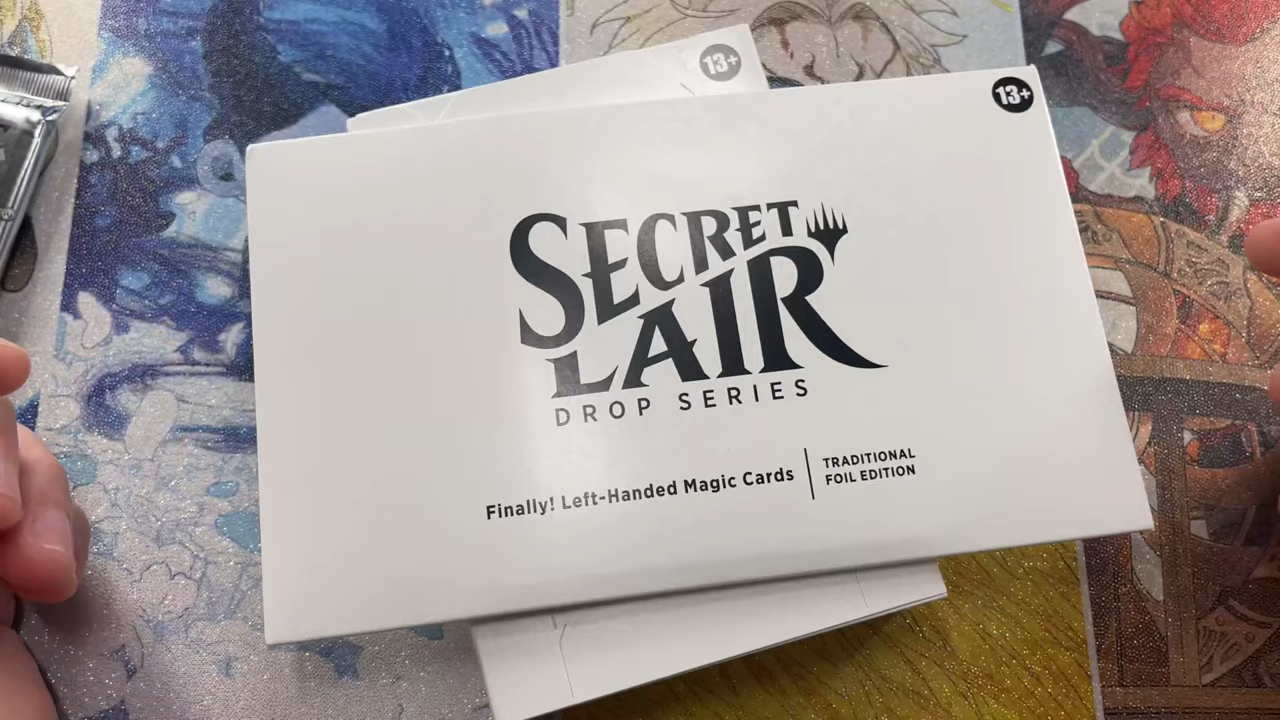 13+
13+
SECRET
LAIR
DROP SERIES
Finally! Left-Handed Magic Cards
TRADITIONAL
FOIL EDITION